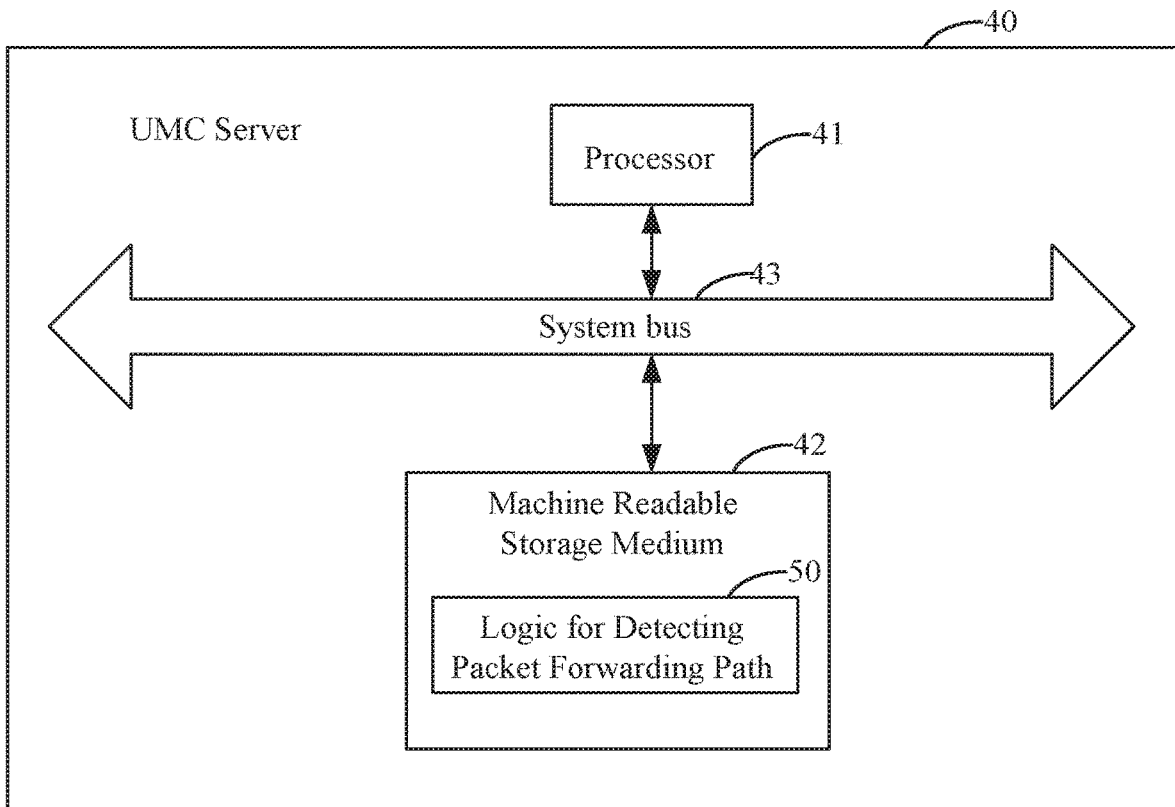 40
UMC Server
41
Processor
43
System bus
42
Machine Readable
Storage Medium
50
Logic for Detecting
Packet Forwarding Path